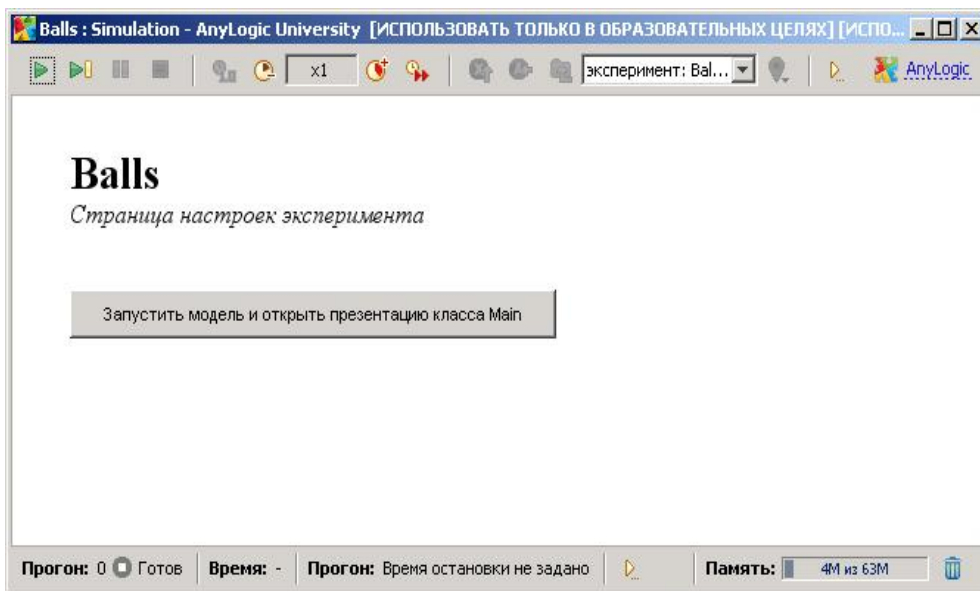 Balls : Simulation - AnyLogic University [ИСПОЛЬЗОВАТЬ ТОЛЬКО В ОБРАЗОВАТЕЛЬНЫХ ЦЕЛЯХ] [ИСПО...
x1 эксперимент: Bal... AnyLogic
Balls
Страница настроек эксперимента
Запустить модель и открыть презентацию класса Main
Прогон: 0 Готов Время: - Прогон: Время остановки не задано Память: 4M из 63M